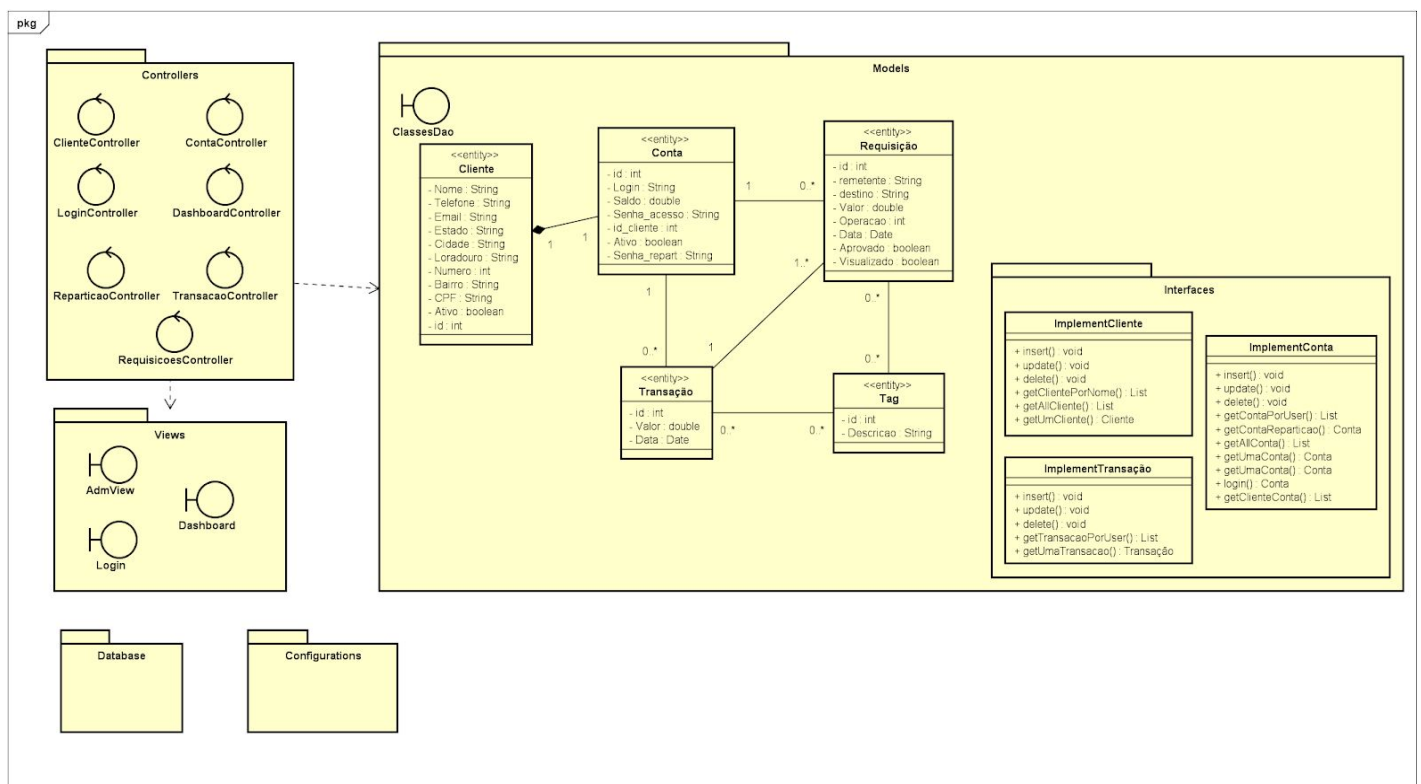 pkg
Controllers
ClienteController
ContaController
LoginController
DashboardController
ReparticaoController
TransacaoController
RequisicoesController
Views
AdmView
Dashboard
Login
Database
Configurations
Models
ClassesDao
<<entity>>
Cliente
- Nome : String
- Telefone : String
- Email : String
- Estado : String
- Cidade : String
- Loradouro : String
- Numero : int
- Bairro : String
- CPF : String
- Ativo : boolean
- id : int
1
1
<<entity>>
Conta
- id : int
- Login : String
- Saldo : double
- Senha_acesso : String
- id_cliente : int
- Ativo : boolean
- Senha_repart : String
1
0..*
<<entity>>
Requisição
- id : int
- remetente : String
- destino : String
- Valor : double
- Operacao : int
- Data : Date
- Aprovado : boolean
- Visualizado : boolean
1
0..*
1..*
1
0..*
0..*
<<entity>>
Transação
- id : int
- Valor : double
- Data : Date
0..*
0..*
<<entity>>
Tag
- id : int
- Descricao : String
Interfaces
ImplementCliente
+ insert() : void
+ update() : void
+ delete() : void
+ getClientePorNome() : List
+ getAllCliente() : List
+ getUmCliente() : Cliente
ImplementConta
+ insert() : void
+ update() : void
+ delete() : void
+ getContaPorUser() : List
+ getContaReparticao() : Conta
+ getAllConta() : List
+ getUmaConta() : Conta
+ getUmaConta() : Conta
+ login() : Conta
+ getClienteConta() : List
ImplementTransação
+ insert() : void
+ update() : void
+ delete() : void
+ getTransacaoPorUser() : List
+ getUmaTransacao() : Transação